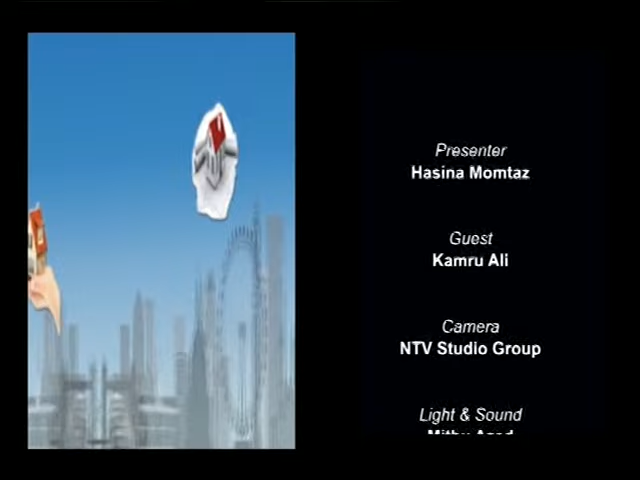 Presenter
Hasina Momtaz
Guest
Kamru Ali
Camera
NTV Studio Group
Light & Sound